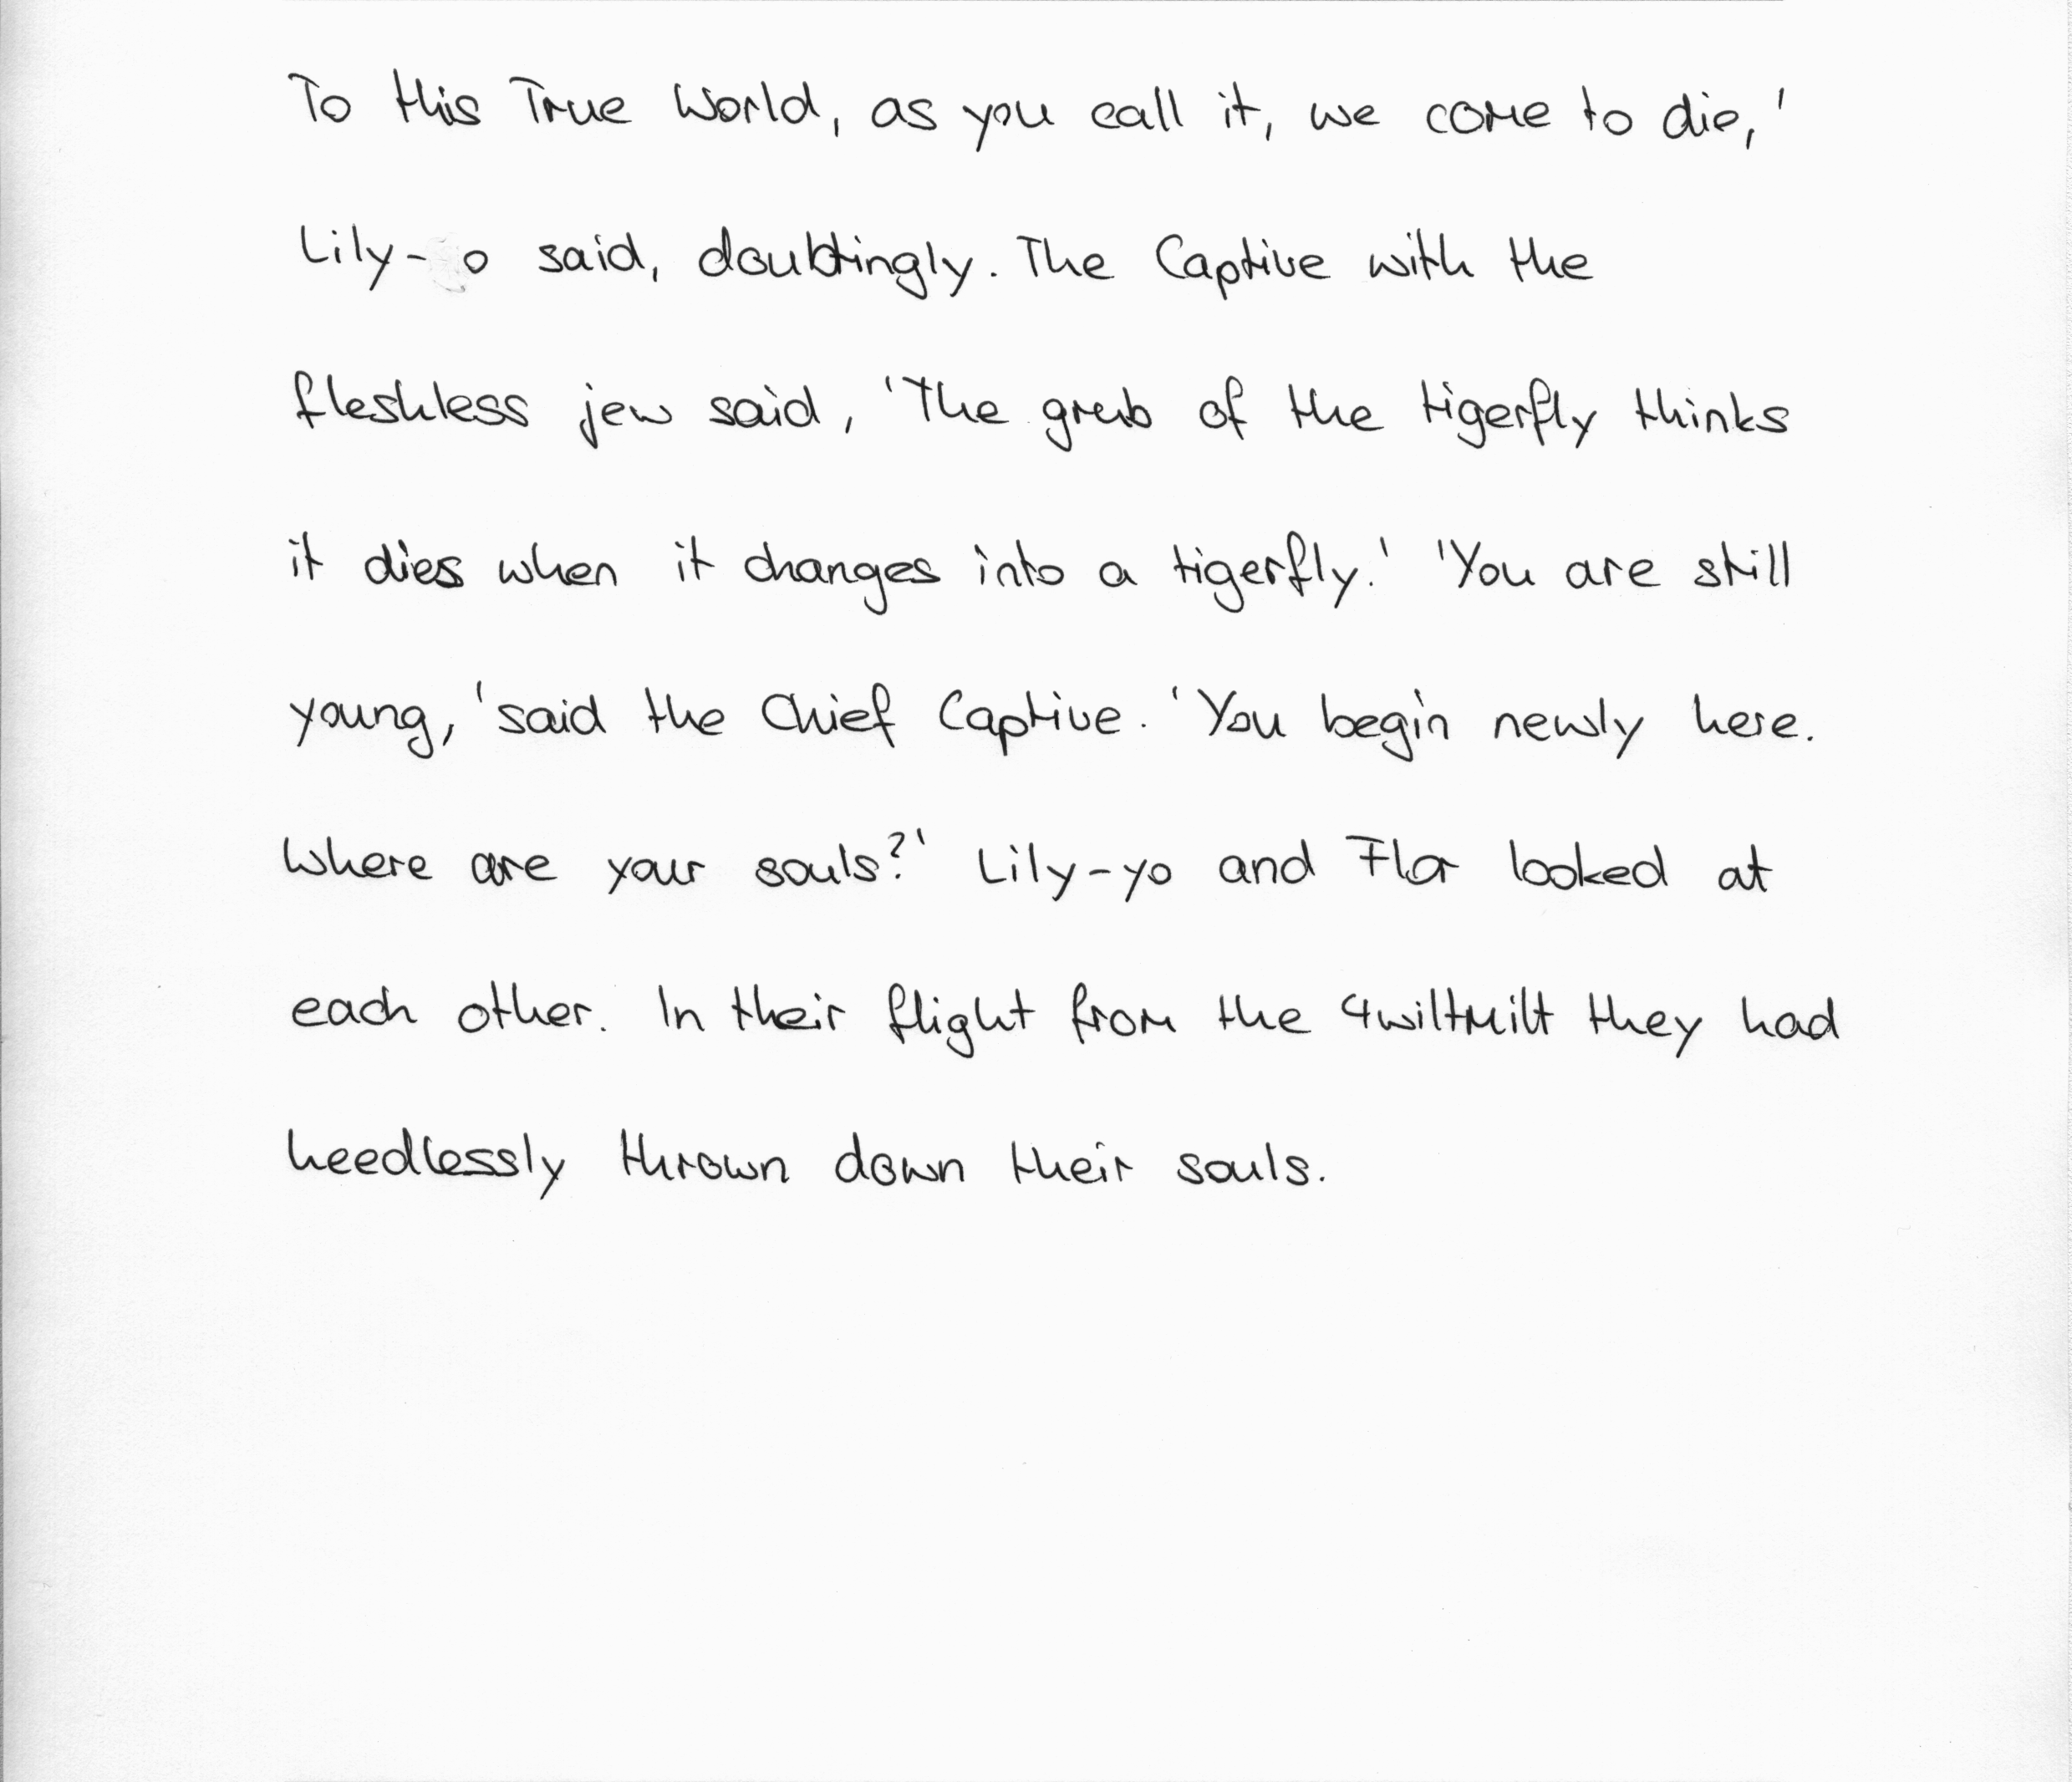 To this True World, as you call it, we come to die,'
Lily- o said, doubtingly. The Captive with the
fleshless jew said, 'The grub of the tigerfly thinks
it dies when it changes into a tigerfly.' 'You are still
young, 'said the Chief Captive. 'You begin newly here.
Where are your souls?' Lily-yo and Flor looked at
each other. In their flight from the 4wiltmilt they had
heedlessly thrown down their souls.